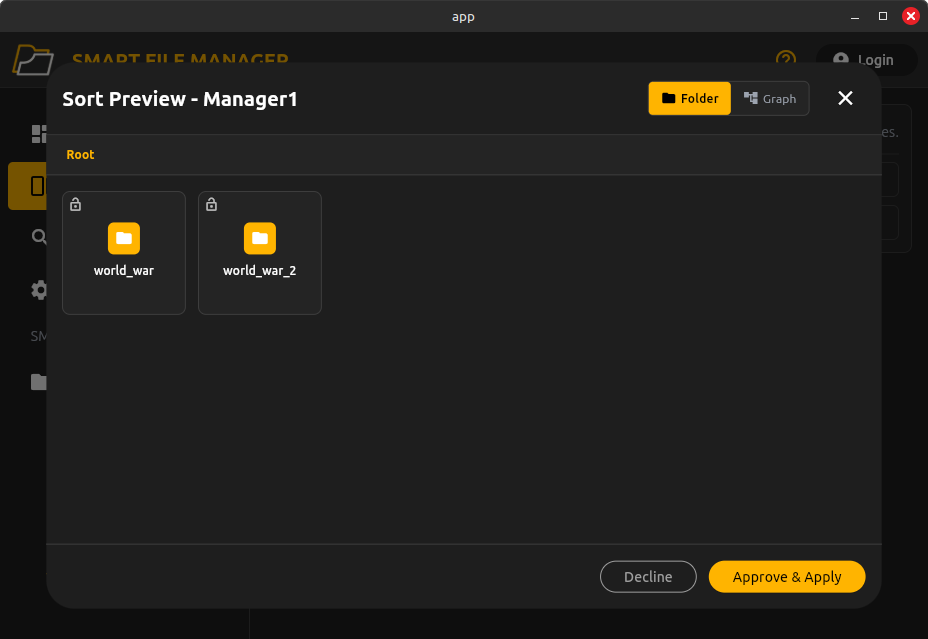 app
SMART FILE MANAGER
Login
Sort Preview - Manager1
Folder
Graph
es.
Root
world_war
world_war_2
SM
Decline
Approve & Apply